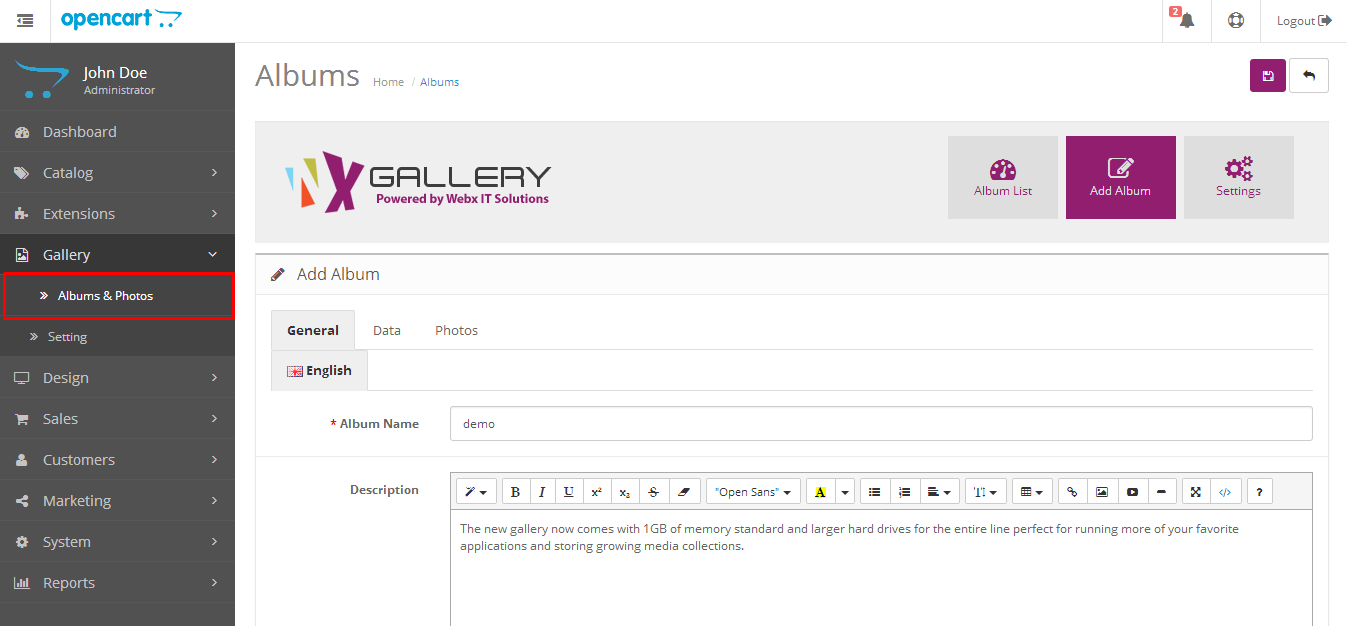 opencart
2
Logout
John Doe
Administrator
Dashboard
Catalog
Extensions
Gallery
Albums & Photos
Setting
Design
Sales
Customers
Marketing
System
Reports
Albums
Home / Albums
WX GALLERY
Powered by Webx IT Solutions
Album List
Add Album
Settings
Add Album
General Data Photos
English
* Album Name
demo
Description
B I U x² x₂ S "Open Sans" A T I </> ?
The new gallery now comes with 1GB of memory standard and larger hard drives for the entire line perfect for running more of your favorite
applications and storing growing media collections.